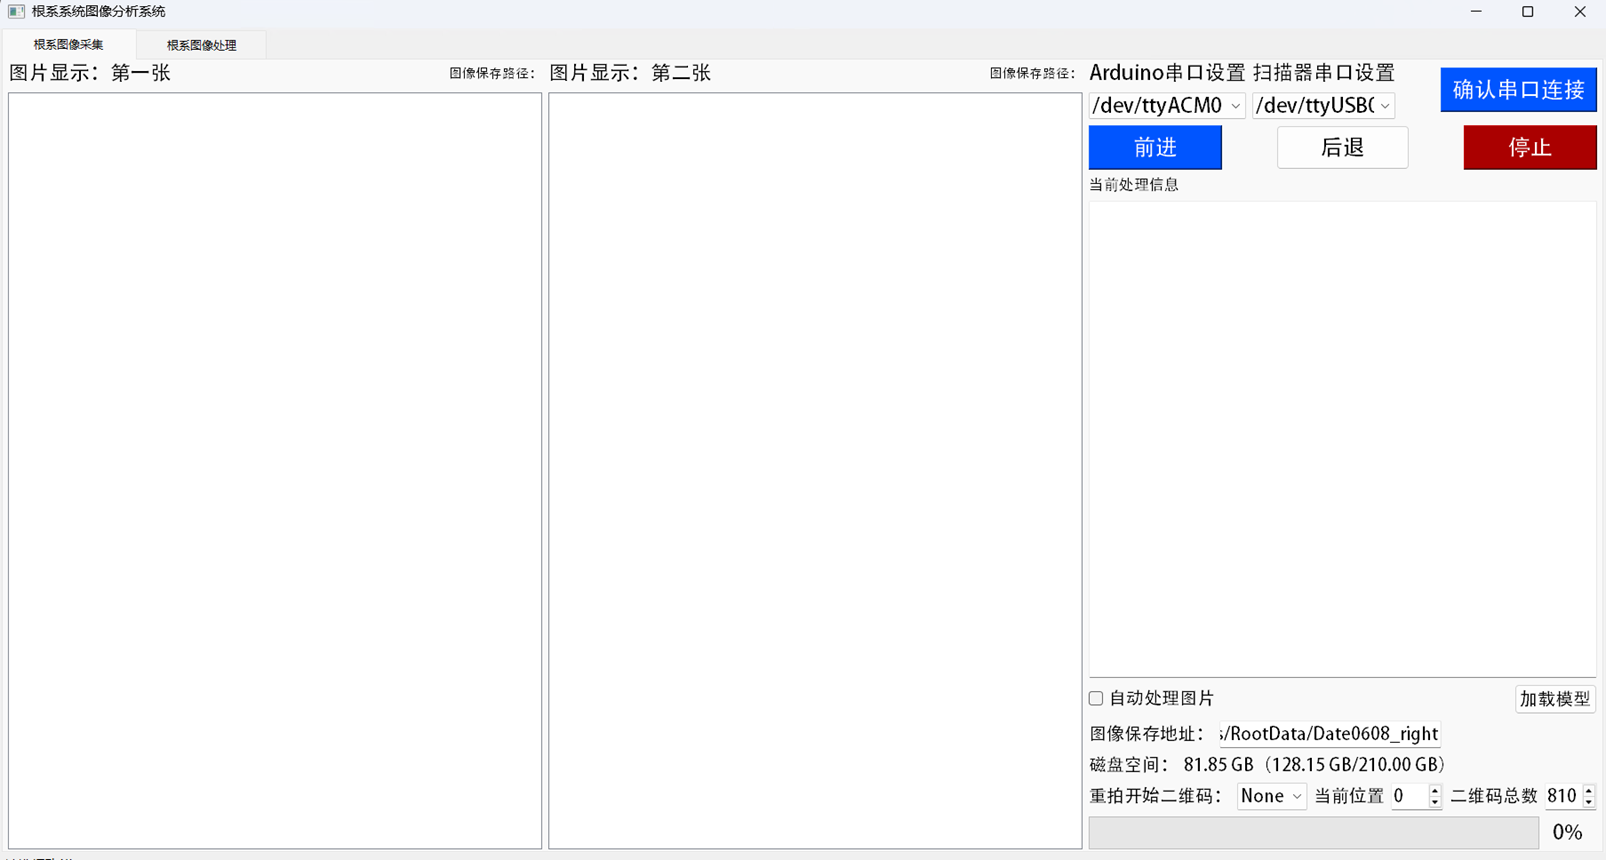 根系系统图像分析系统
根系图像采集 根系图像处理
图片显示：第一张 图像保存路径： 图片显示：第二张 图像保存路径： Arduino串口设置 扫描器串口设置 确认串口连接
/dev/ttyACM0 /dev/ttyUSB
前进 后退 停止
当前处理信息
自动处理图片 加载模型
图像保存地址： s/RootData/Date0608_right
磁盘空间： 81.85 GB（128.15 GB/210.00 GB）
重拍开始二维码： None 当前位置 0 二维码总数 810
0%